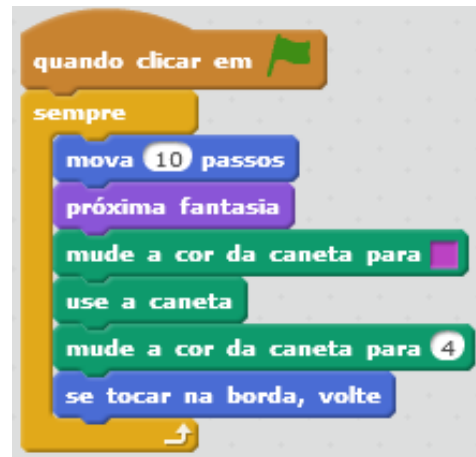 quando clicar em
sempre
mova 10 passos
próxima fantasia
mude a cor da caneta para
use a caneta
mude a cor da caneta para 4
se tocar na borda, volte